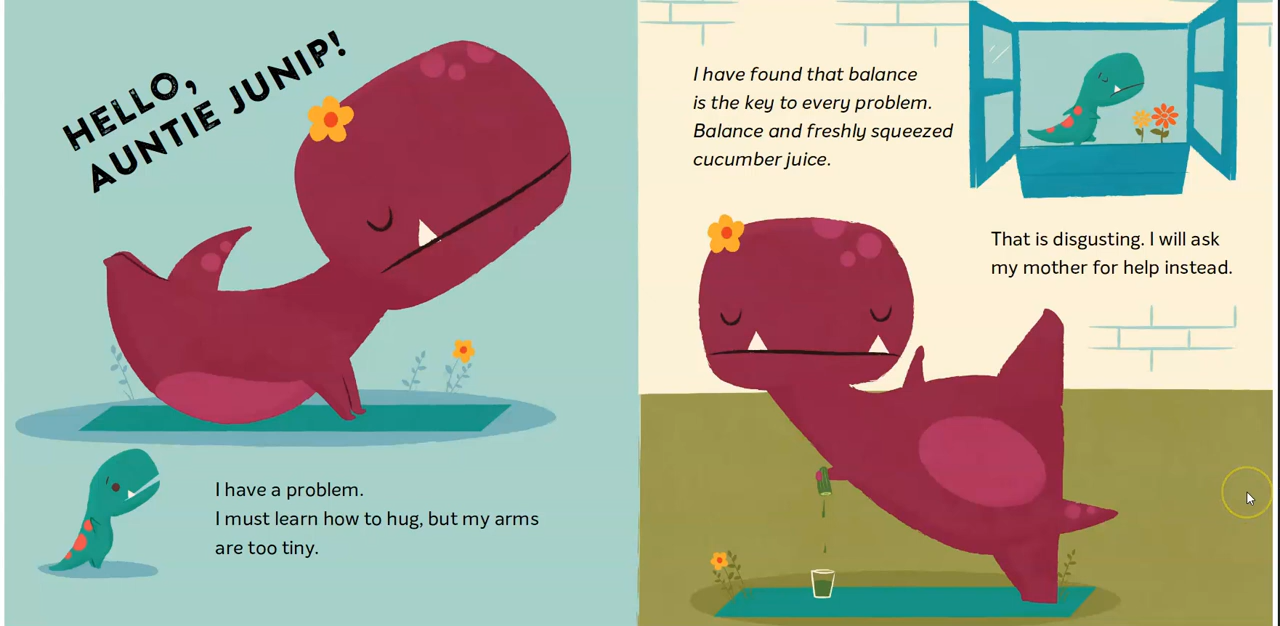 HELLO,
AUNTIE JUNIP!
I have a problem.
I must learn how to hug, but my arms
are too tiny.
I have found that balance
is the key to every problem.
Balance and freshly squeezed
cucumber juice.
That is disgusting. I will ask
my mother for help instead.